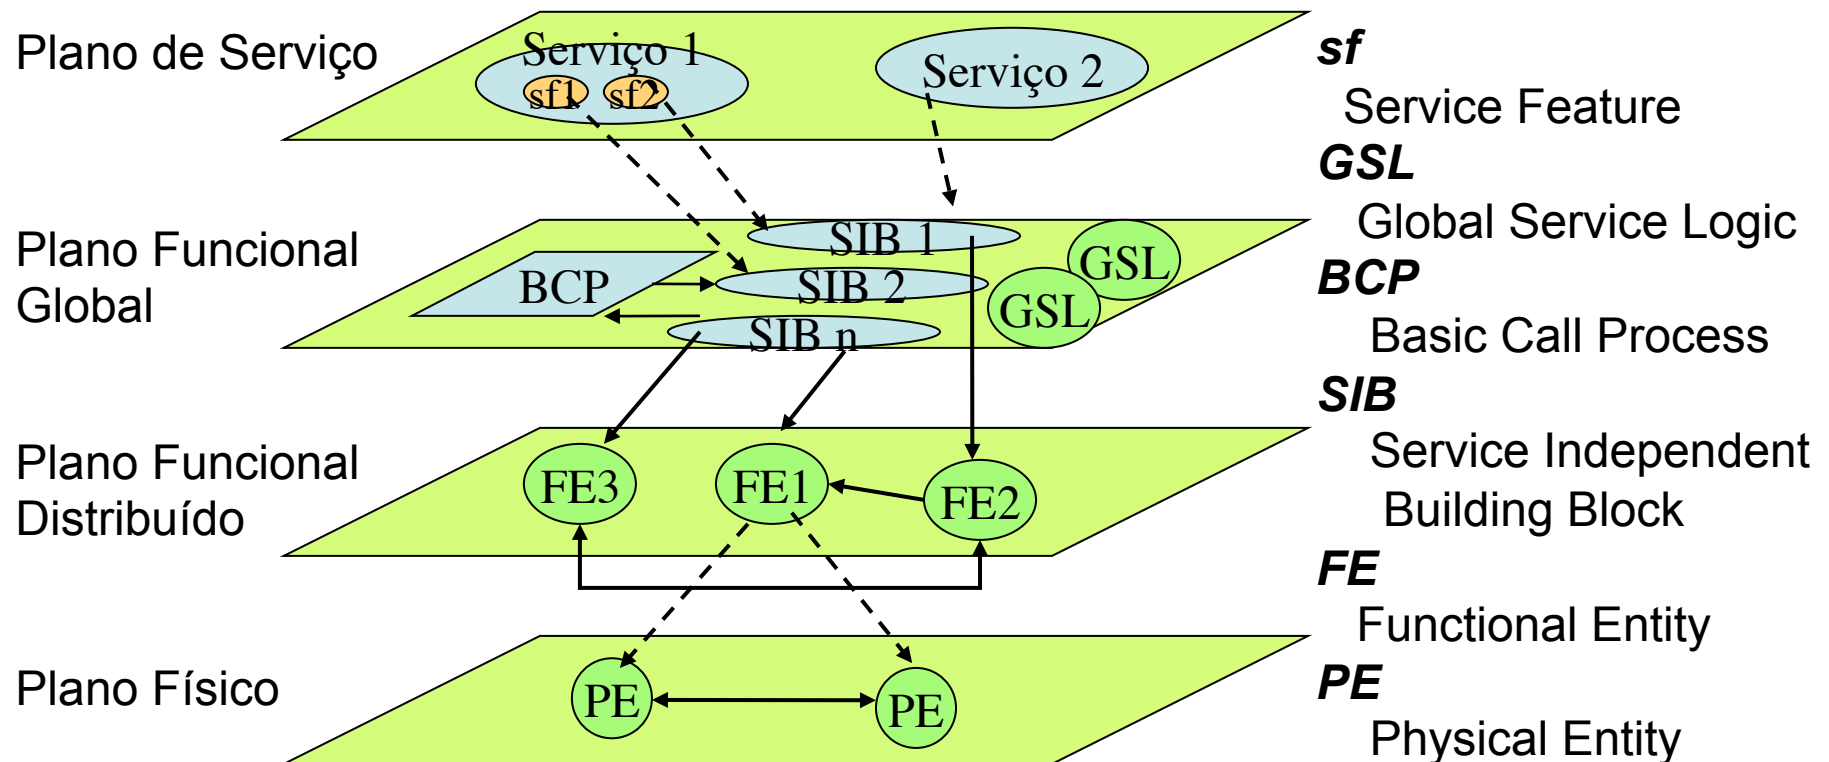 Plano de Serviço
Serviço 1
sf1
sf2
Serviço 2
Plano Funcional
Global
BCP
SIB 1
SIB 2
SIB n
GSL
GSL
Plano Funcional
Distribuído
FE3
FE1
FE2
Plano Físico
PE
PE
sf
Service Feature
GSL
Global Service Logic
BCP
Basic Call Process
SIB
Service Independent
Building Block
FE
Functional Entity
PE
Physical Entity